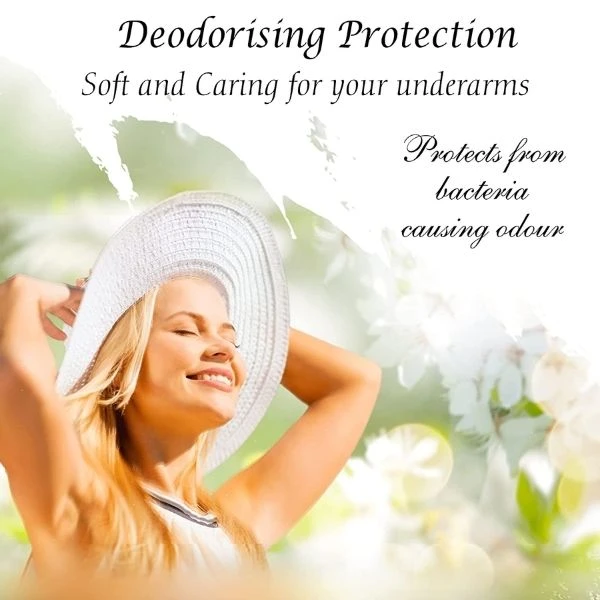 Deodorising Protection
Soft and Caring for your underarms
Protects from
bacteria
causing odour